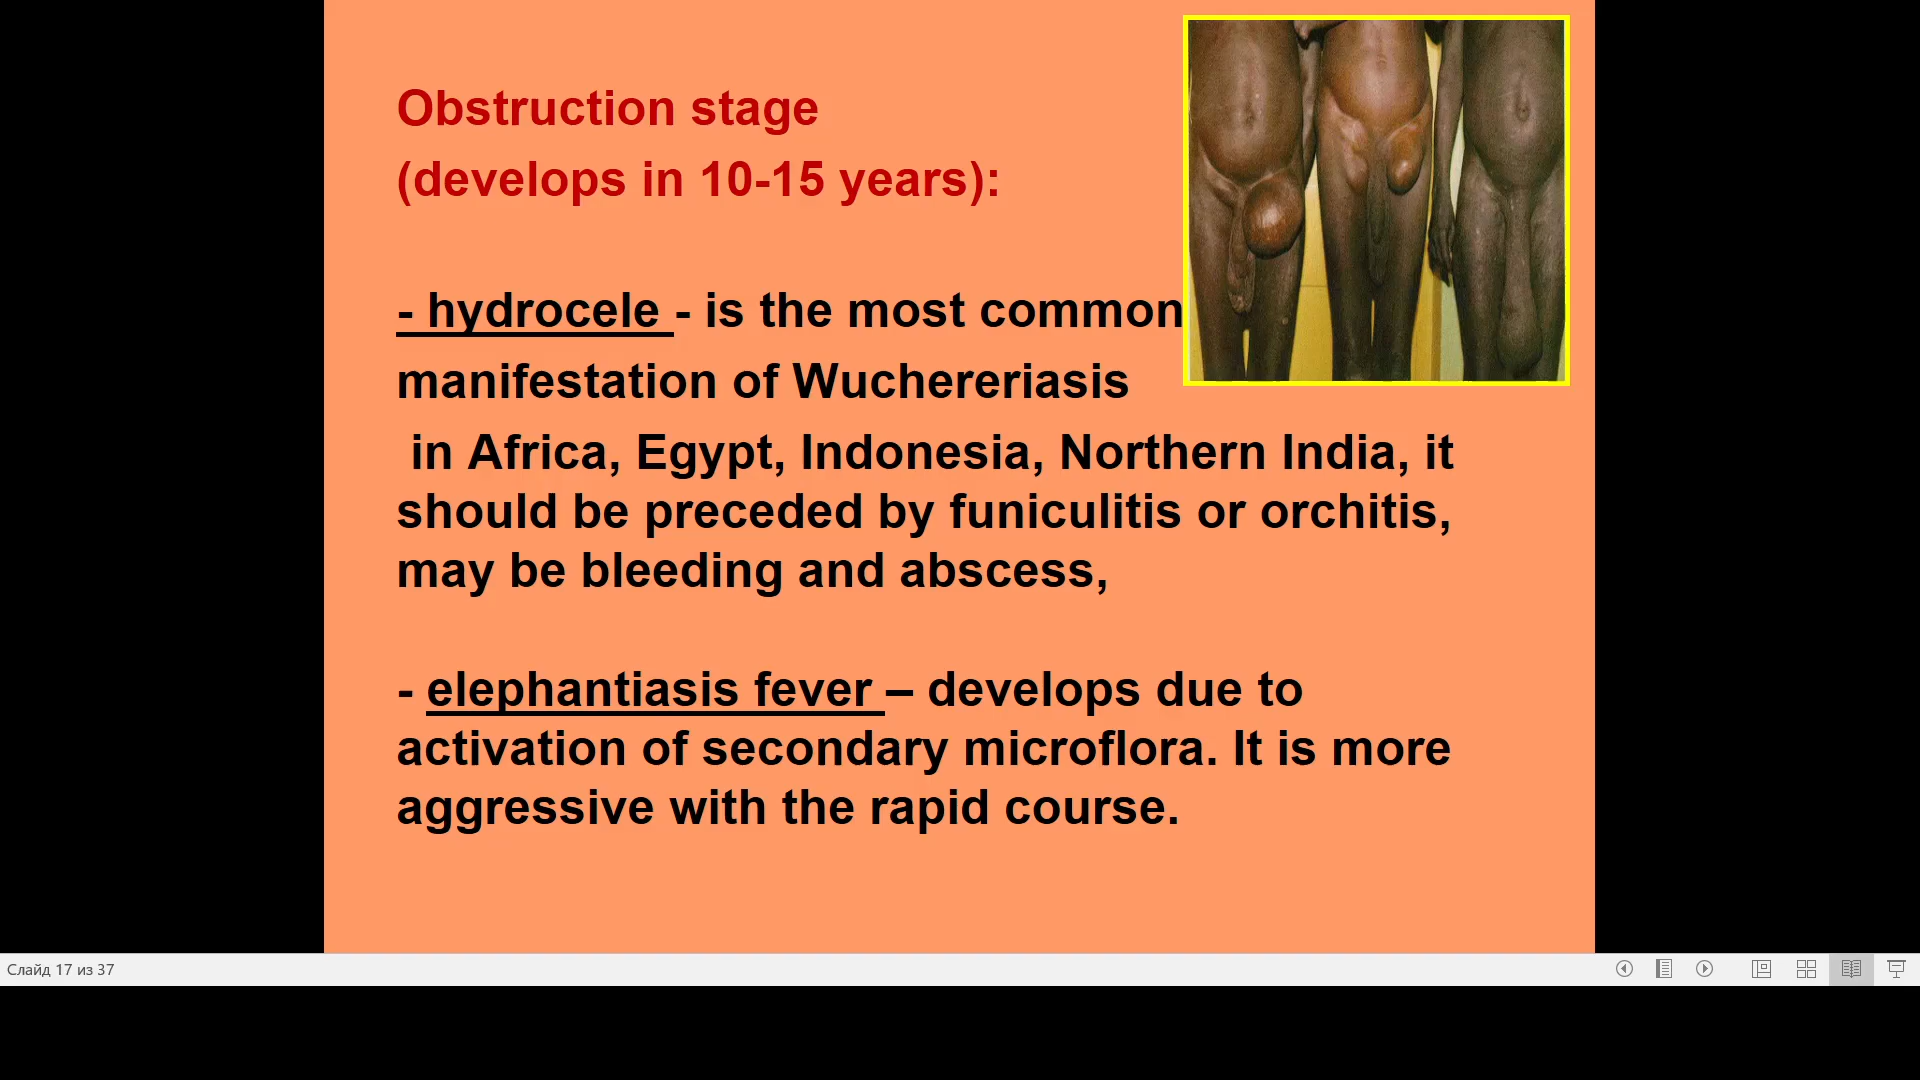 Obstruction stage
(develops in 10-15 years):
- hydrocele - is the most common
manifestation of Wuchereriasis
in Africa, Egypt, Indonesia, Northern India, it
should be preceded by funiculitis or orchitis,
may be bleeding and abscess,
- elephantiasis fever – develops due to
activation of secondary microflora. It is more
aggressive with the rapid course.
Слайд 17 из 37